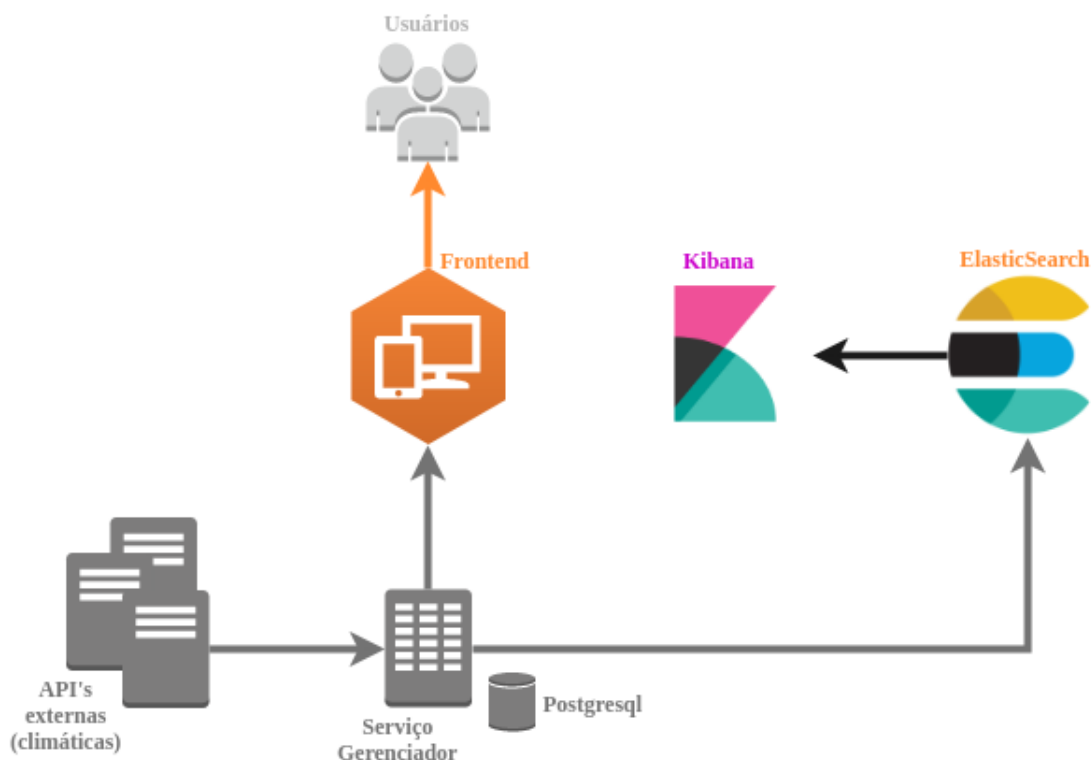 Usuários
Frontend
Kibana
ElasticSearch
API's
externas
(climáticas)
Serviço
Gerenciador
Postgresql